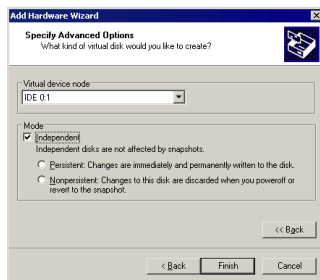 Add Hardware Wizard
Specify Advanced Options
What kind of virtual disk would you like to create?
Virtual device node
IDE 0:1
Mode
Independent
Independent disks are not affected by snapshots.
Persistent: Changes are immediately and permanently written to the disk.
Nonpersistent: Changes to this disk are discarded when you poweroff or
revert to the snapshot.
<< Back
< Back Finish Cancel